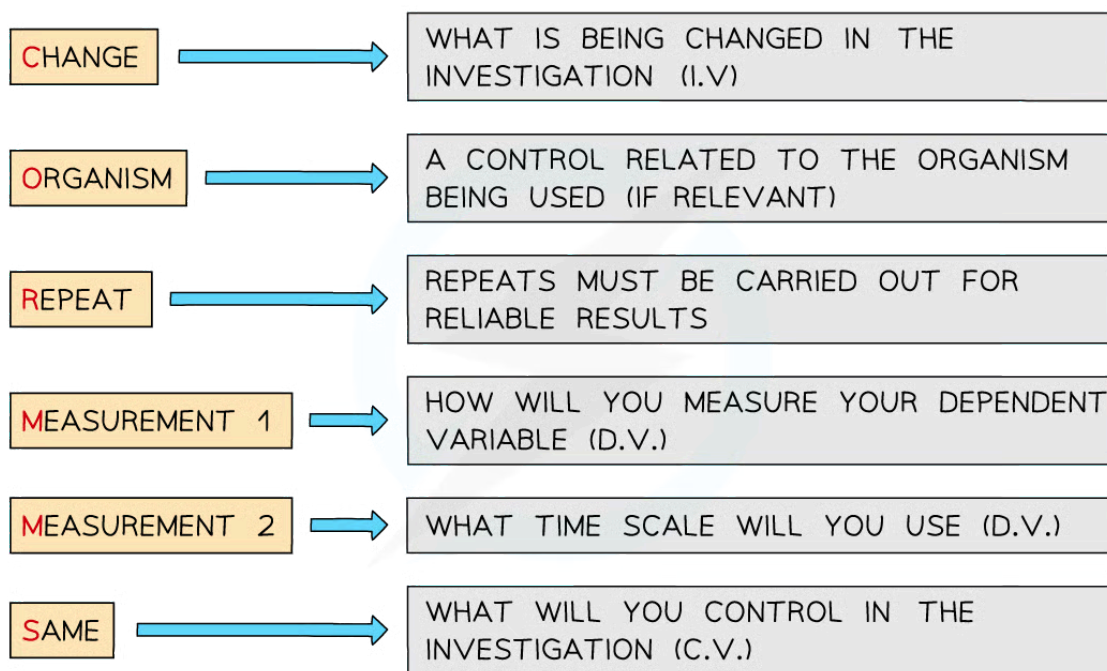 CHANGE
WHAT IS BEING CHANGED IN THE
INVESTIGATION (I.V)
ORGANISM
A CONTROL RELATED TO THE ORGANISM
BEING USED (IF RELEVANT)
REPEAT
REPEATS MUST BE CARRIED OUT FOR
RELIABLE RESULTS
MEASUREMENT 1
HOW WILL YOU MEASURE YOUR DEPENDENT
VARIABLE (D.V.)
MEASUREMENT 2
WHAT TIME SCALE WILL YOU USE (D.V.)
SAME
WHAT WILL YOU CONTROL IN THE
INVESTIGATION (C.V.)